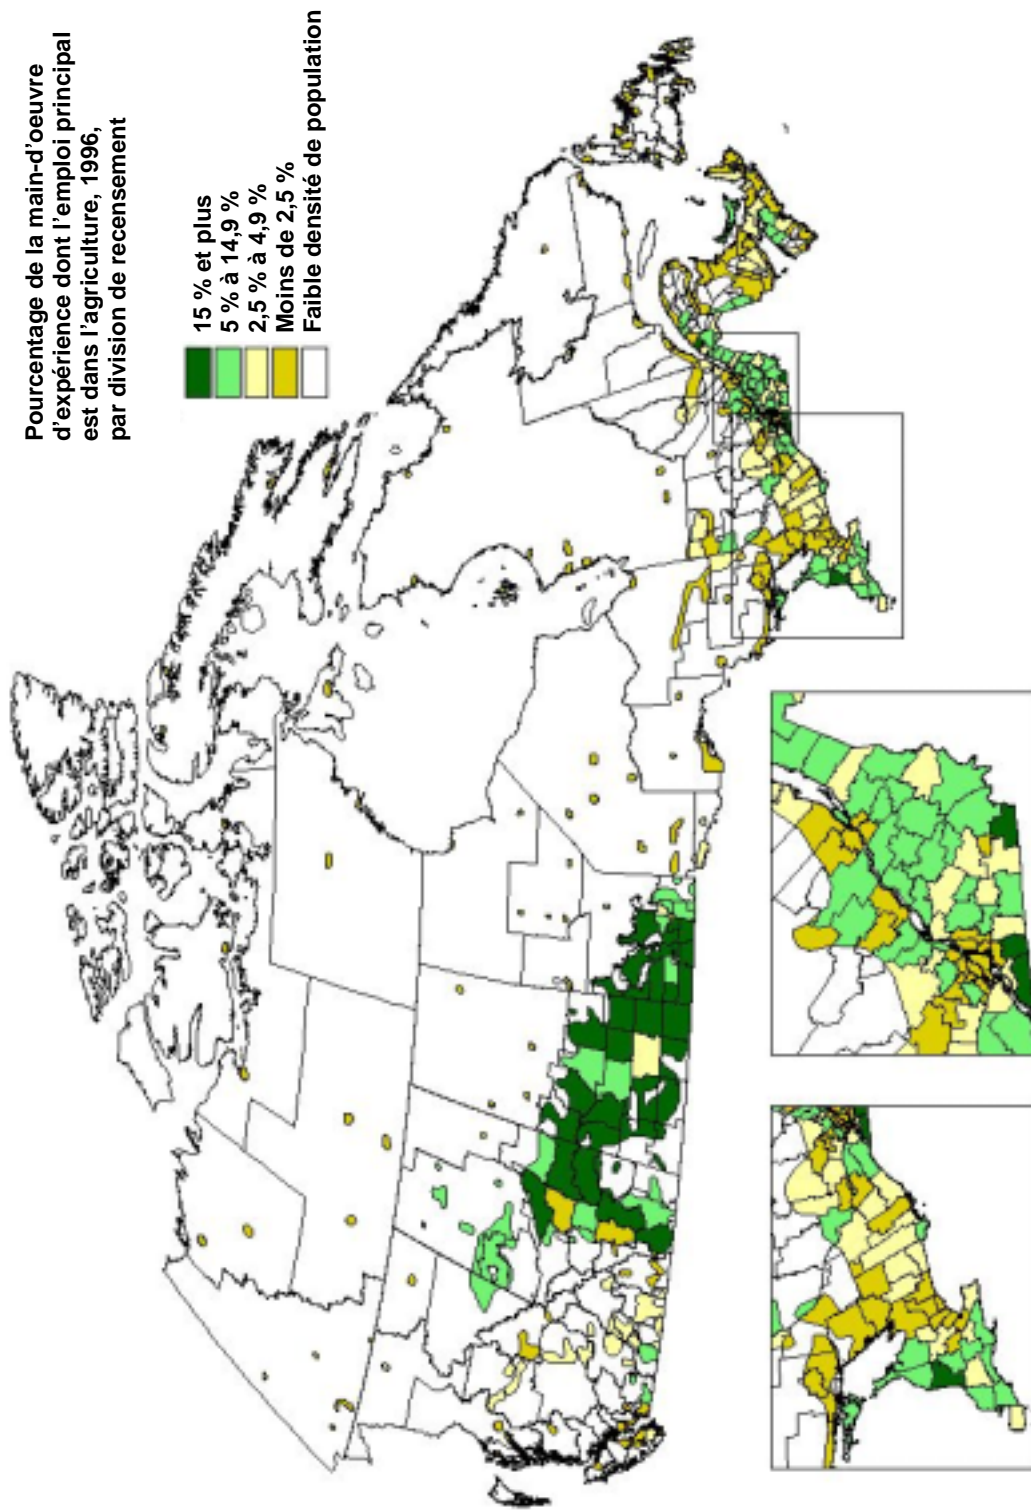 Pourcentage de la main-d'oeuvre
d'expérience dont l'emploi principal
est dans l'agriculture, 1996,
par division de recensement
15 % et plus
5 % à 14,9 %
2,5 % à 4,9 %
Moins de 2,5 %
Faible densité de population